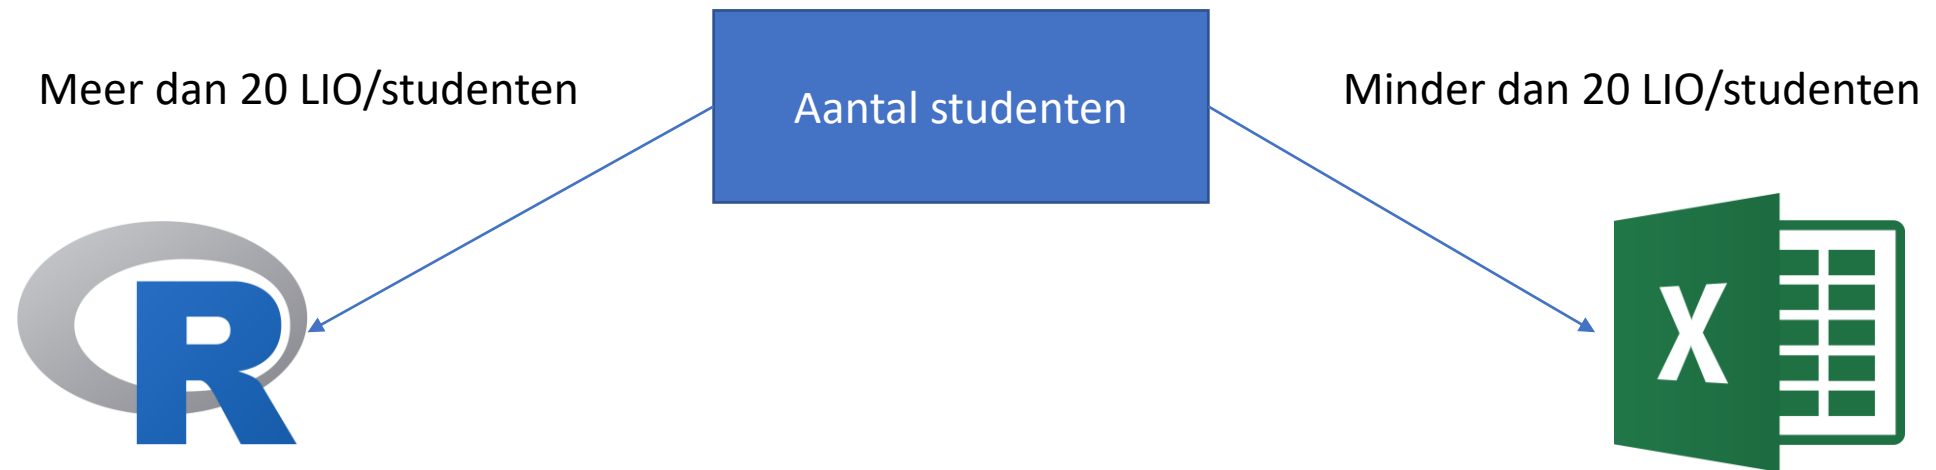 Meer dan 20 LIO/studenten
Aantal studenten
Minder dan 20 LIO/studenten
R
X